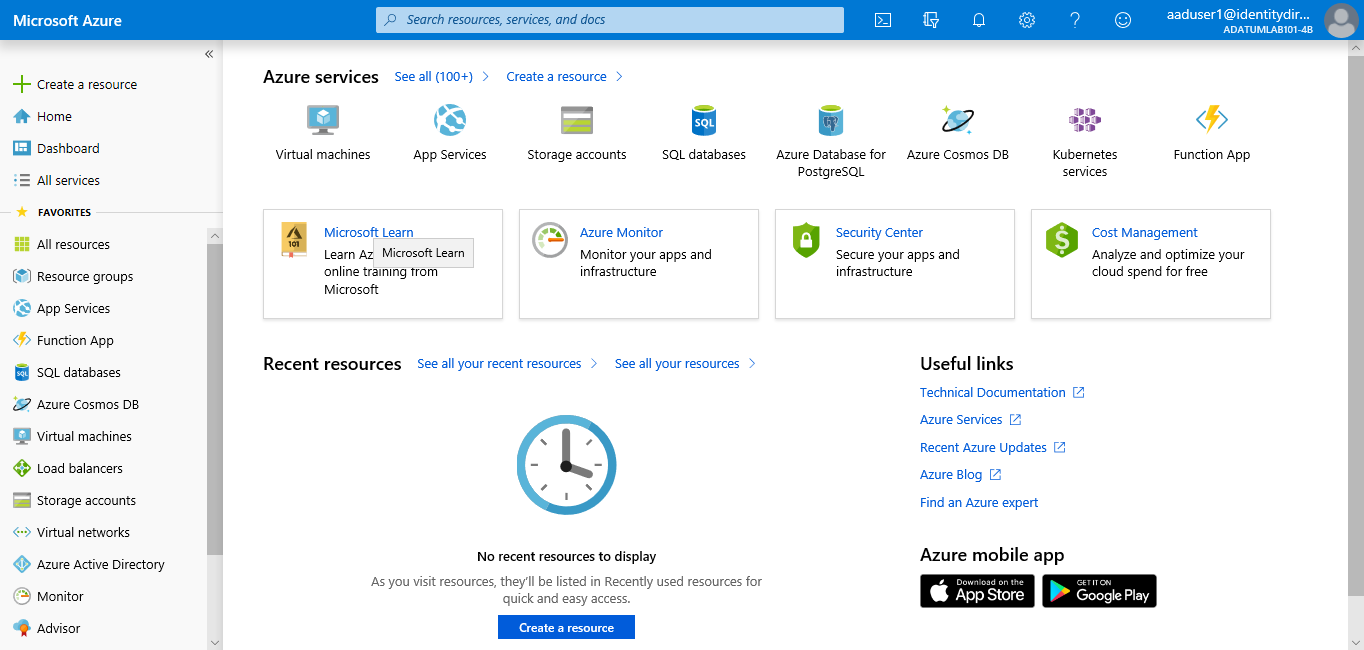 Microsoft Azure
Search resources, services, and docs
aaduser1@identitydir...
ADATUMLAB101-4B
«
Create a resource
Home
Dashboard
All services
FAVORITES
All resources
Resource groups
App Services
Function App
SQL databases
Azure Cosmos DB
Virtual machines
Load balancers
Storage accounts
Virtual networks
Azure Active Directory
Monitor
Advisor
Azure services See all (100+) Create a resource
Virtual machines
App Services
Storage accounts
SQL
SQL databases
Azure Database for
PostgreSQL
Azure Cosmos DB
Kubernetes
services
Function App
101
Microsoft Learn
Learn Az
Microsoft Learn
online training from
Microsoft
Azure Monitor
Monitor your apps and
infrastructure
Security Center
Secure your apps and
infrastructure
Cost Management
Analyze and optimize your
cloud spend for free
Recent resources See all your recent resources See all your resources
No recent resources to display
As you visit resources, they'll be listed in Recently used resources for
quick and easy access.
Create a resource
Useful links
Technical Documentation
Azure Services
Recent Azure Updates
Azure Blog
Find an Azure expert
Azure mobile app
Download on the
App Store
GET IT ON
Google Play